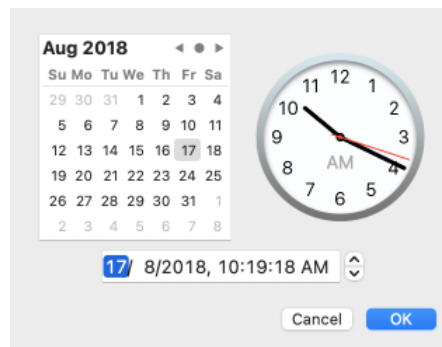 Aug 2018
Su Mo Tu We Th Fr Sa
29 30 31 1 2 3 4
5 6 7 8 9 10 11
12 13 14 15 16 17 18
19 20 21 22 23 24 25
26 27 28 29 30 31 1
2 3 4 5 6 7 8
12
11 1
10 2
9 3
AM
8 4
7 5
6
17/ 8/2018, 10:19:18 AM
Cancel OK